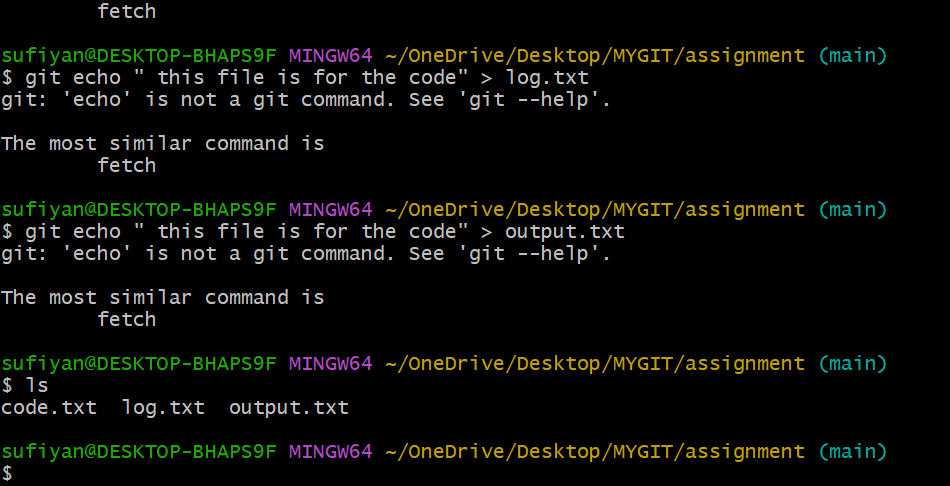 fetch
sufiyan@DESKTOP-BHAPS9F MINGW64 ~/OneDrive/Desktop/MYGIT/assignment (main)
$ git echo " this file is for the code" > log.txt
git: 'echo' is not a git command. See 'git --help'.
The most similar command is
fetch
sufiyan@DESKTOP-BHAPS9F MINGW64 ~/OneDrive/Desktop/MYGIT/assignment (main)
$ git echo " this file is for the code" > output.txt
git: 'echo' is not a git command. See 'git --help'.
The most similar command is
fetch
sufiyan@DESKTOP-BHAPS9F MINGW64 ~/OneDrive/Desktop/MYGIT/assignment (main)
$ ls
code.txt  log.txt  output.txt
sufiyan@DESKTOP-BHAPS9F MINGW64 ~/OneDrive/Desktop/MYGIT/assignment (main)
$